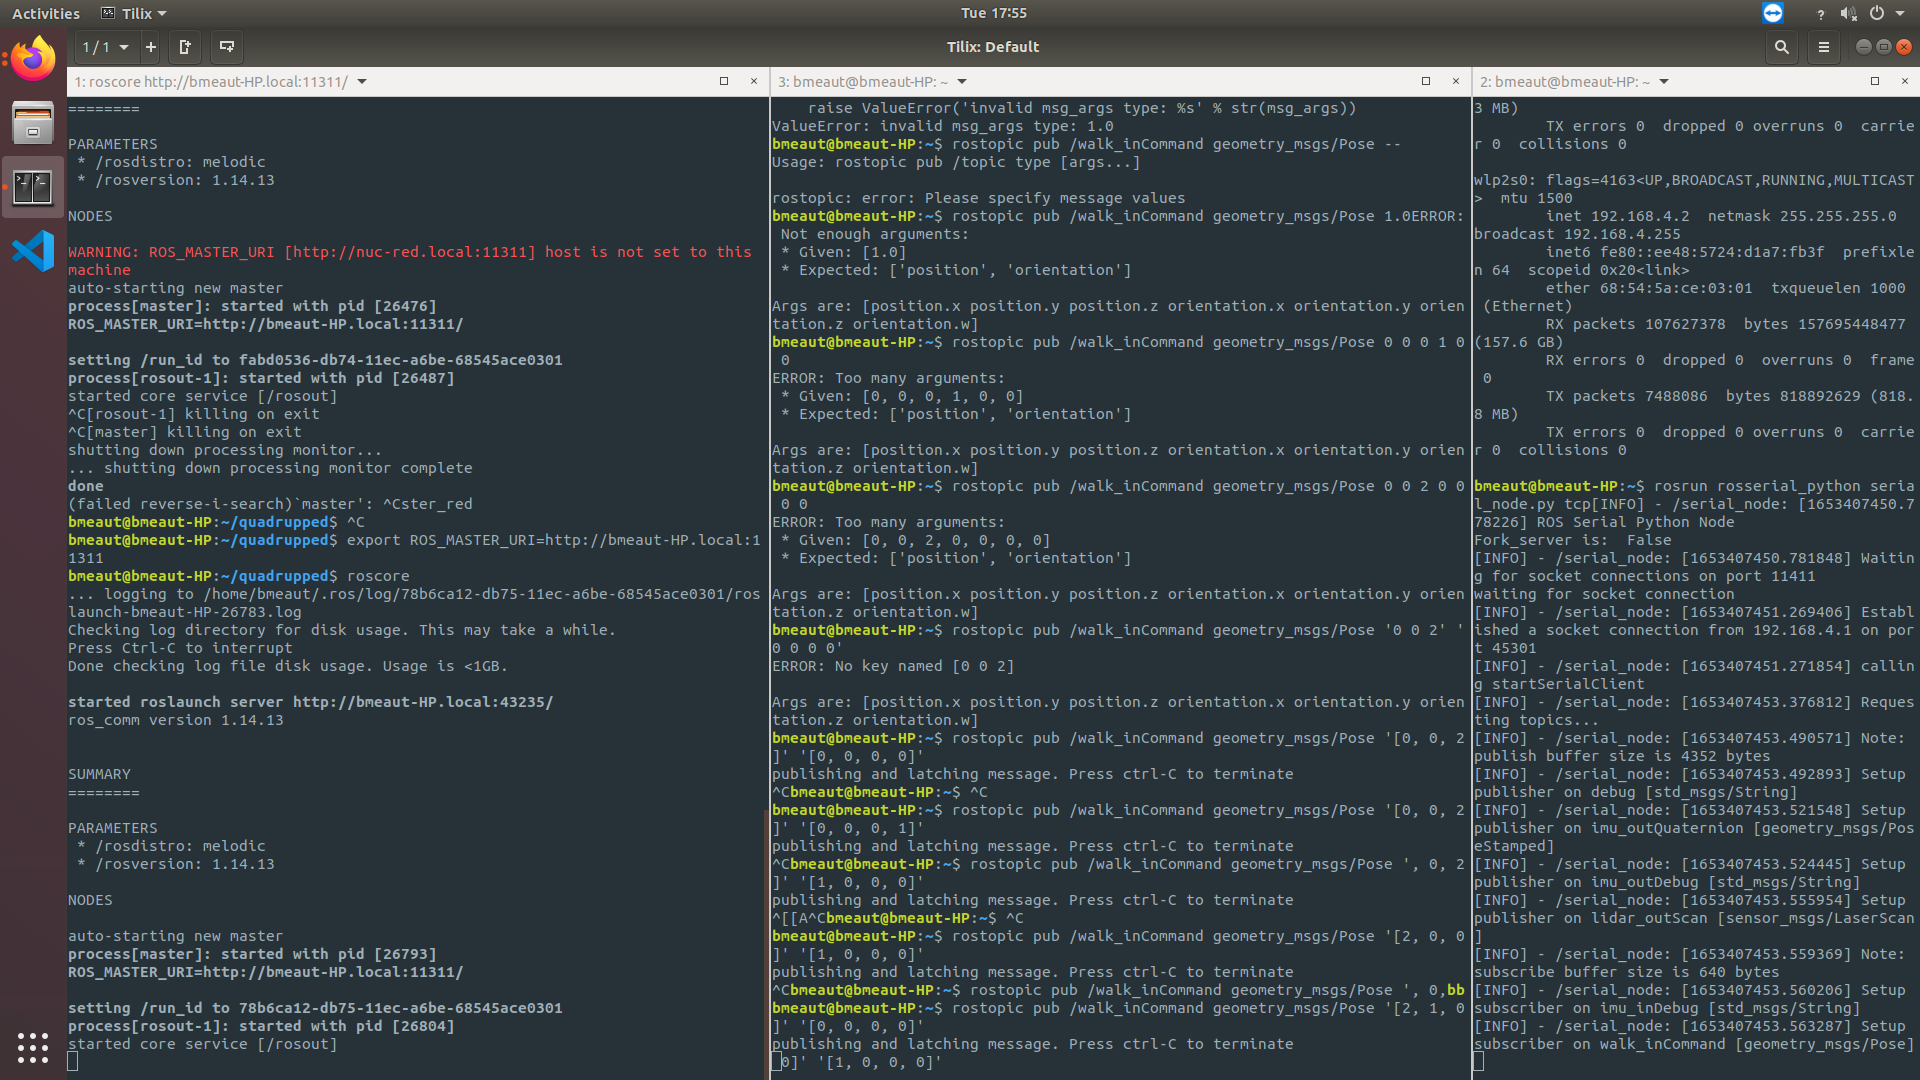 Activities
Tilix
Tue 17:55
?
1 / 1
Tilix: Default
1: roscore http://bmeaut-HP.local:11311/
========

PARAMETERS
 * /rosdistro: melodic
 * /rosversion: 1.14.13

NODES

WARNING: ROS_MASTER_URI [http://nuc-red.local:11311] host is not set to this
machine
auto-starting new master
process[master]: started with pid [26476]
ROS_MASTER_URI=http://bmeaut-HP.local:11311/

setting /run_id to fabd0536-db74-11ec-a6be-68545ace0301
process[rosout-1]: started with pid [26487]
started core service [/rosout]
^C[rosout-1] killing on exit
^C[master] killing on exit
shutting down processing monitor...
... shutting down processing monitor complete
done
(failed reverse-i-search)`master': ^Cster_red
bmeaut@bmeaut-HP:~/quadrupped$ ^C
bmeaut@bmeaut-HP:~/quadrupped$ export ROS_MASTER_URI=http://bmeaut-HP.local:1
1311
bmeaut@bmeaut-HP:~/quadrupped$ roscore
... logging to /home/bmeaut/.ros/log/78b6ca12-db75-11ec-a6be-68545ace0301/ros
launch-bmeaut-HP-26783.log
Checking log directory for disk usage. This may take a while.
Press Ctrl-C to interrupt
Done checking log file disk usage. Usage is <1GB.

started roslaunch server http://bmeaut-HP.local:43235/
ros_comm version 1.14.13

SUMMARY
========

PARAMETERS
 * /rosdistro: melodic
 * /rosversion: 1.14.13

NODES

auto-starting new master
process[master]: started with pid [26793]
ROS_MASTER_URI=http://bmeaut-HP.local:11311/

setting /run_id to 78b6ca12-db75-11ec-a6be-68545ace0301
process[rosout-1]: started with pid [26804]
started core service [/rosout]
3: bmeaut@bmeaut-HP: ~
    raise ValueError('invalid msg_args type: %s' % str(msg_args))
ValueError: invalid msg_args type: 1.0
bmeaut@bmeaut-HP:~$ rostopic pub /walk_inCommand geometry_msgs/Pose --
Usage: rostopic pub /topic type [args...]

rostopic: error: Please specify message values
bmeaut@bmeaut-HP:~$ rostopic pub /walk_inCommand geometry_msgs/Pose 1.0ERROR:
 Not enough arguments:
 * Given: [1.0]
 * Expected: ['position', 'orientation']

Args are: [position.x position.y position.z orientation.x orientation.y orien
tation.z orientation.w]
bmeaut@bmeaut-HP:~$ rostopic pub /walk_inCommand geometry_msgs/Pose 0 0 0 1 0
 0
ERROR: Too many arguments:
 * Given: [0, 0, 0, 1, 0, 0]
 * Expected: ['position', 'orientation']

Args are: [position.x position.y position.z orientation.x orientation.y orien
tation.z orientation.w]
bmeaut@bmeaut-HP:~$ rostopic pub /walk_inCommand geometry_msgs/Pose 0 0 2 0 0
 0 0
ERROR: Too many arguments:
 * Given: [0, 0, 2, 0, 0, 0, 0]
 * Expected: ['position', 'orientation']

Args are: [position.x position.y position.z orientation.x orientation.y orien
tation.z orientation.w]
bmeaut@bmeaut-HP:~$ rostopic pub /walk_inCommand geometry_msgs/Pose '0 0 2' '
0 0 0 0'
ERROR: No key named [0 0 2]

Args are: [position.x position.y position.z orientation.x orientation.y orien
tation.z orientation.w]
bmeaut@bmeaut-HP:~$ rostopic pub /walk_inCommand geometry_msgs/Pose '[0, 0, 2
]' '[0, 0, 0, 0]'
publishing and latching message. Press ctrl-C to terminate
^Cbmeaut@bmeaut-HP:~$ ^C
bmeaut@bmeaut-HP:~$ rostopic pub /walk_inCommand geometry_msgs/Pose '[0, 0, 2
]' '[0, 0, 0, 1]'
publishing and latching message. Press ctrl-C to terminate
^Cbmeaut@bmeaut-HP:~$ rostopic pub /walk_inCommand geometry_msgs/Pose ', 0, 2
]' '[1, 0, 0, 0]'
publishing and latching message. Press ctrl-C to terminate
^[[A^Cbmeaut@bmeaut-HP:~$ ^C
bmeaut@bmeaut-HP:~$ rostopic pub /walk_inCommand geometry_msgs/Pose '[2, 0, 0
]' '[1, 0, 0, 0]'
publishing and latching message. Press ctrl-C to terminate
^Cbmeaut@bmeaut-HP:~$ rostopic pub /walk_inCommand geometry_msgs/Pose ', 0,bb
bmeaut@bmeaut-HP:~$ rostopic pub /walk_inCommand geometry_msgs/Pose '[2, 1, 0
]' '[0, 0, 0, 0]'
publishing and latching message. Press ctrl-C to terminate
 0]' '[1, 0, 0, 0]'
2: bmeaut@bmeaut-HP: ~
3 MB)
        TX errors 0  dropped 0 overruns 0  carrie
r 0  collisions 0

wlp2s0: flags=4163<UP,BROADCAST,RUNNING,MULTICAST
>  mtu 1500
        inet 192.168.4.2  netmask 255.255.255.0
broadcast 192.168.4.255
        inet6 fe80::ee48:5724:d1a7:fb3f  prefixle
n 64  scopeid 0x20<link>
        ether 68:54:5a:ce:03:01  txqueuelen 1000
 (Ethernet)
        RX packets 107627378  bytes 157695448477
(157.6 GB)
        RX errors 0  dropped 0  overruns 0  frame
 0
        TX packets 7488086  bytes 818892629 (818.
8 MB)
        TX errors 0  dropped 0 overruns 0  carrie
r 0  collisions 0

bmeaut@bmeaut-HP:~$ rosrun rosserial_python seria
l_node.py tcp[INFO] - /serial_node: [1653407450.7
78226] ROS Serial Python Node
Fork_server is:  False
[INFO] - /serial_node: [1653407450.781848] Waitin
g for socket connections on port 11411
waiting for socket connection
[INFO] - /serial_node: [1653407451.269406] Establ
ished a socket connection from 192.168.4.1 on por
t 45301
[INFO] - /serial_node: [1653407451.271854] callin
g startSerialClient
[INFO] - /serial_node: [1653407453.376812] Reques
ting topics...
[INFO] - /serial_node: [1653407453.490571] Note:
publish buffer size is 4352 bytes
[INFO] - /serial_node: [1653407453.492893] Setup
publisher on debug [std_msgs/String]
[INFO] - /serial_node: [1653407453.521548] Setup
publisher on imu_outQuaternion [geometry_msgs/Pos
eStamped]
[INFO] - /serial_node: [1653407453.524445] Setup
publisher on imu_outDebug [std_msgs/String]
[INFO] - /serial_node: [1653407453.555954] Setup
publisher on lidar_outScan [sensor_msgs/LaserScan
]
[INFO] - /serial_node: [1653407453.559369] Note:
subscribe buffer size is 640 bytes
[INFO] - /serial_node: [1653407453.560206] Setup
subscriber on imu_inDebug [std_msgs/String]
[INFO] - /serial_node: [1653407453.563287] Setup
subscriber on walk_inCommand [geometry_msgs/Pose]